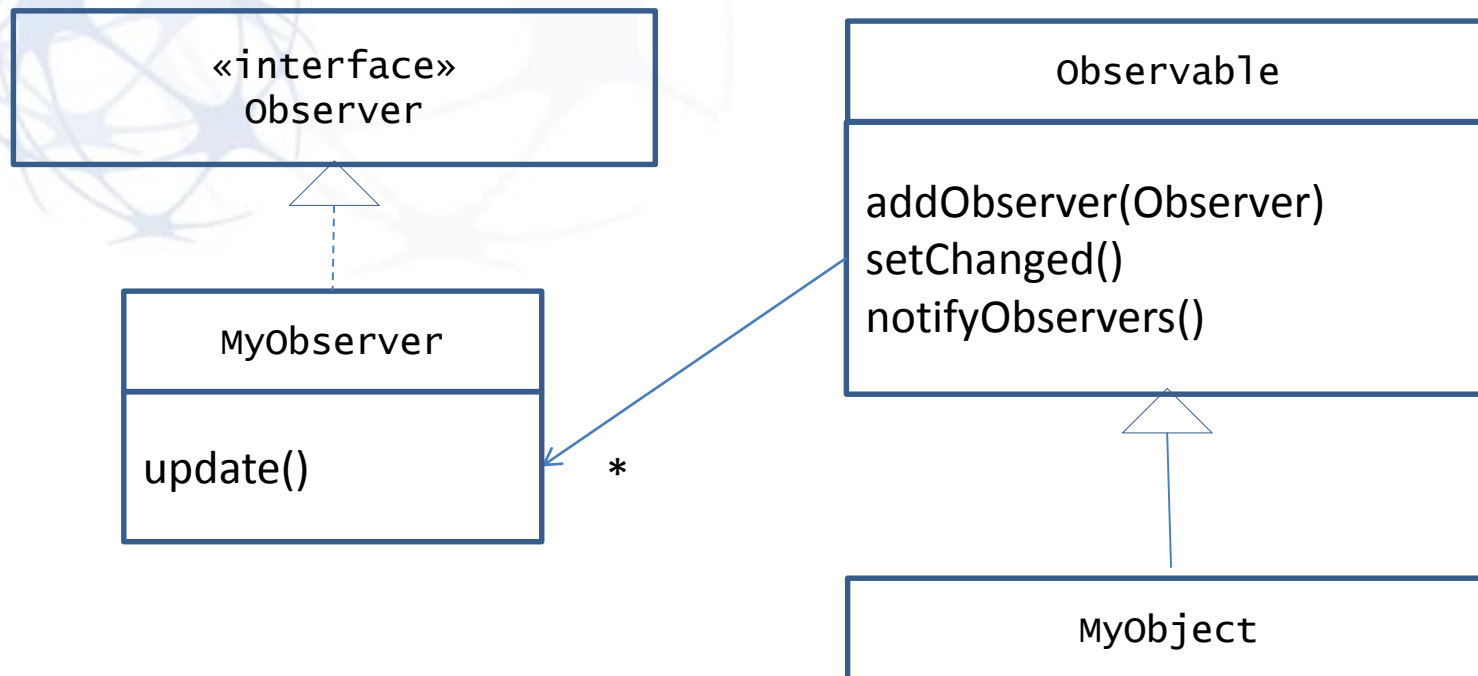 «interface»
Observer
Observable
addObserver(Observer)
setChanged()
notifyObservers()
MyObserver
update()
*
MyObject